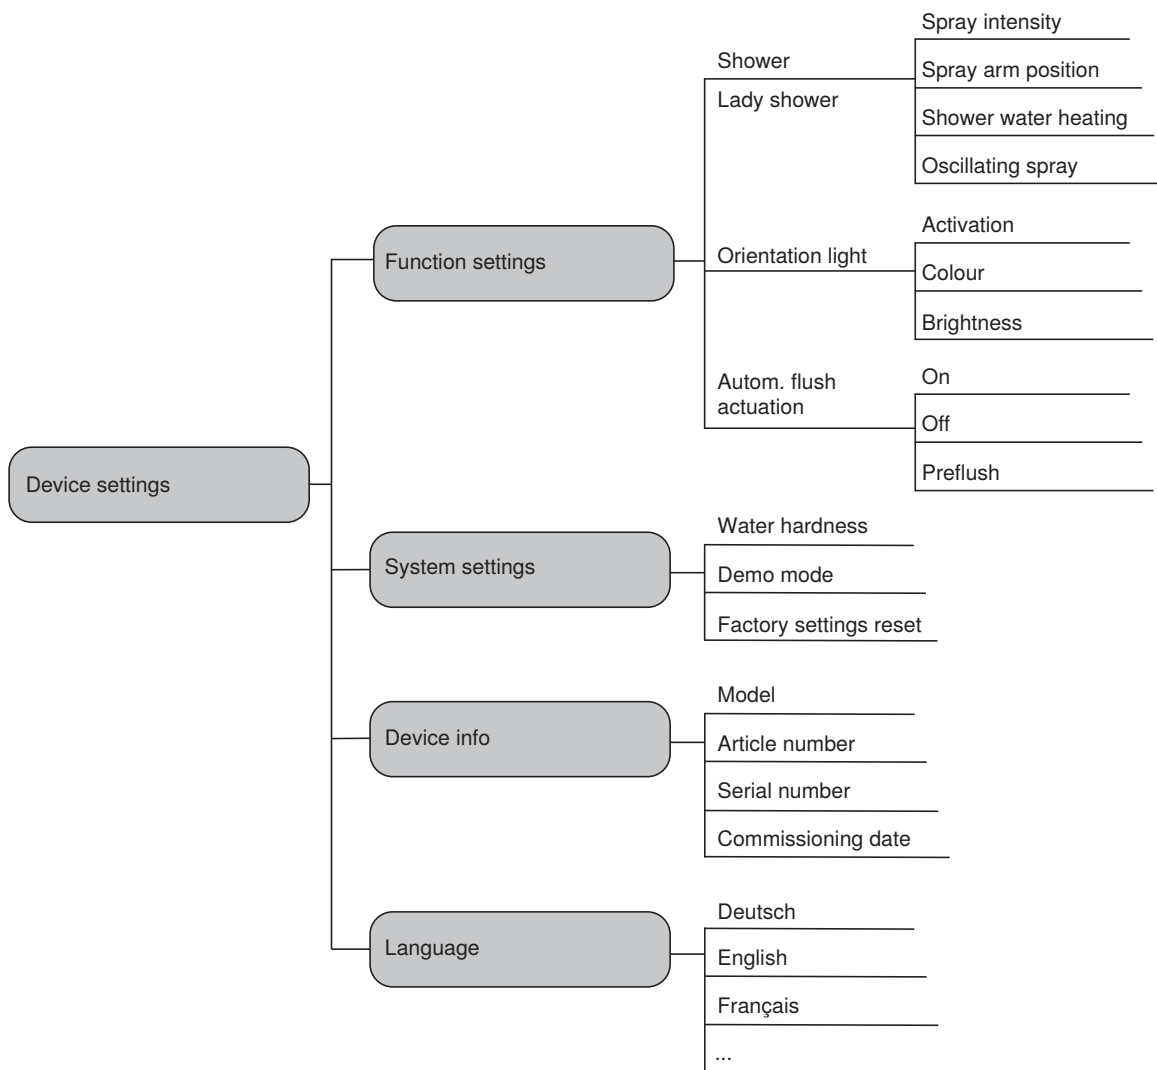 Device settings
Function settings
Shower
Lady shower
Spray intensity
Spray arm position
Shower water heating
Oscillating spray
Orientation light
Activation
Colour
Brightness
Autom. flush
actuation
On
Off
Preflush
System settings
Water hardness
Demo mode
Factory settings reset
Device info
Model
Article number
Serial number
Commissioning date
Language
Deutsch
English
Français
...